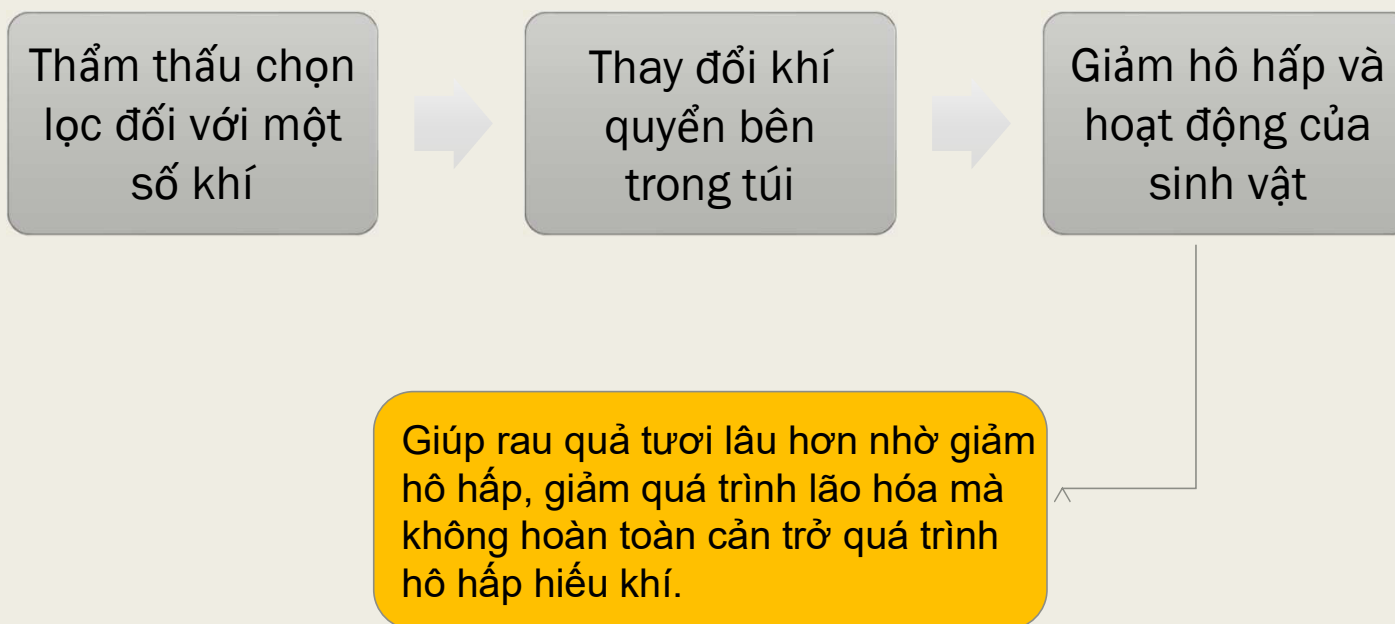 Thẩm thấu chọn
lọc đối với một
số khí
Thay đổi khí
quyển bên
trong túi
Giảm hô hấp và
hoạt động của
sinh vật
Giúp rau quả tươi lâu hơn nhờ giảm
hô hấp, giảm quá trình lão hóa mà
không hoàn toàn cản trở quá trình
hô hấp hiếu khí.